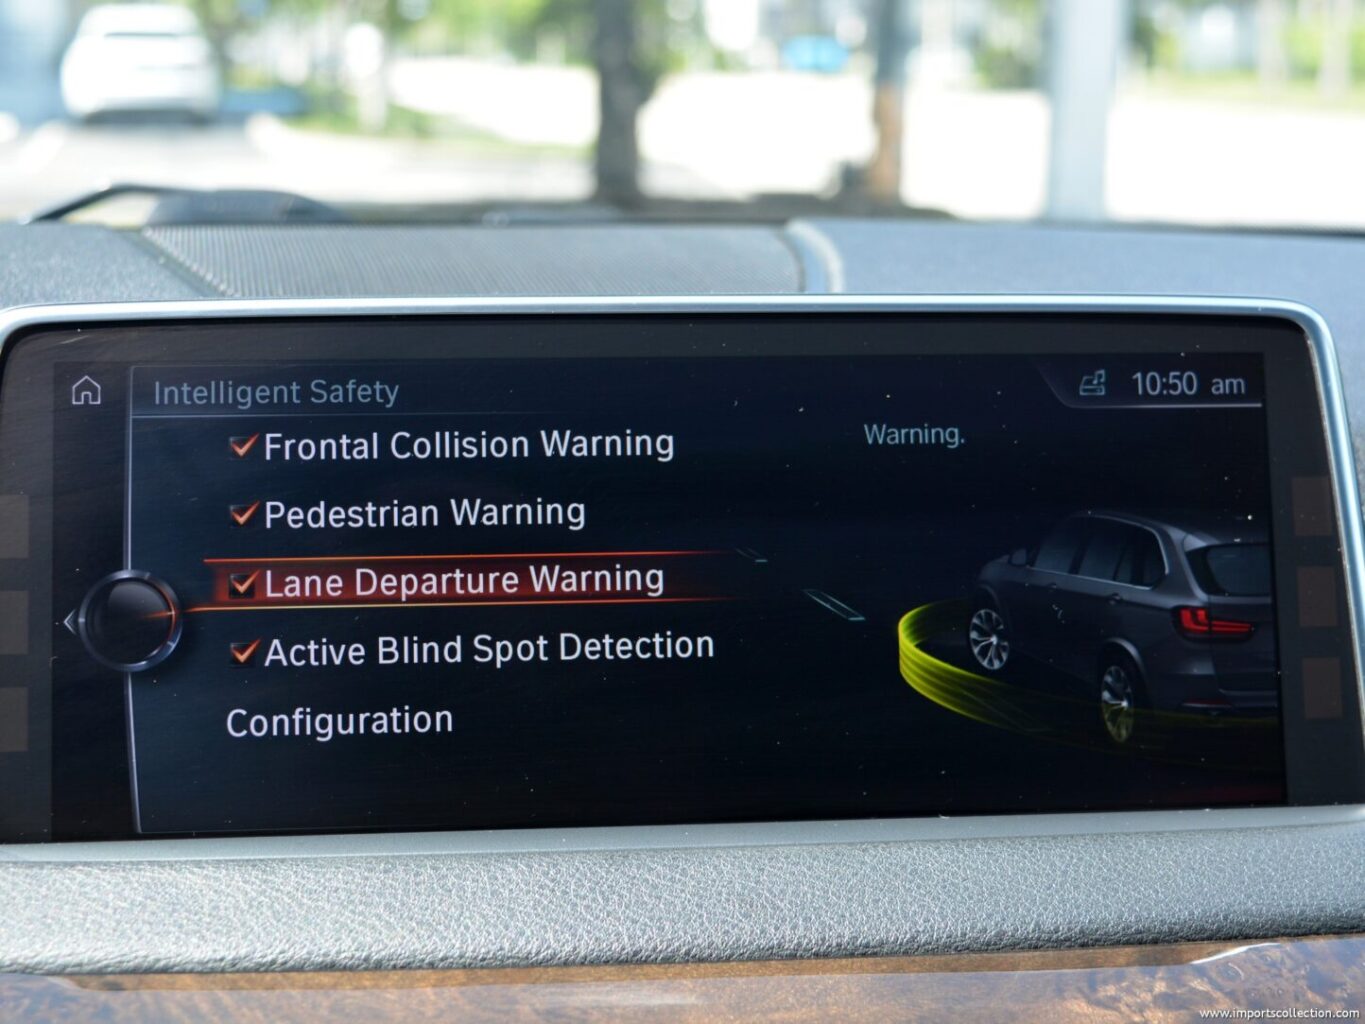 Intelligent Safety
10:50 am
Frontal Collision Warning
Warning.
Pedestrian Warning
Lane Departure Warning
Active Blind Spot Detection
Configuration
www.importscollection.com